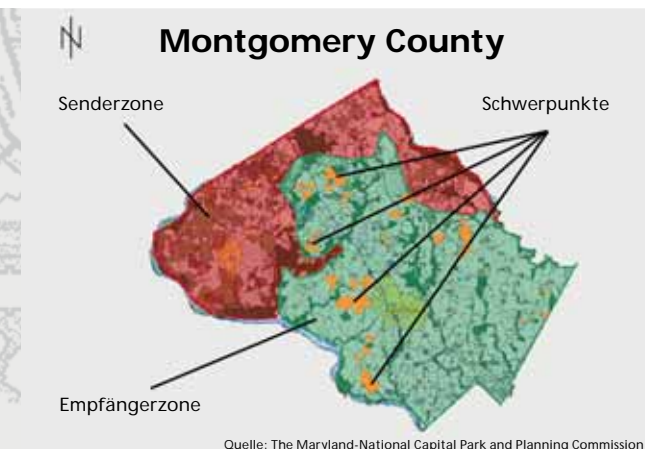 Montgomery County
Senderzone
Schwerpunkte
Empfängerzone
Quelle: The Maryland-National Capital Park and Planning Commission